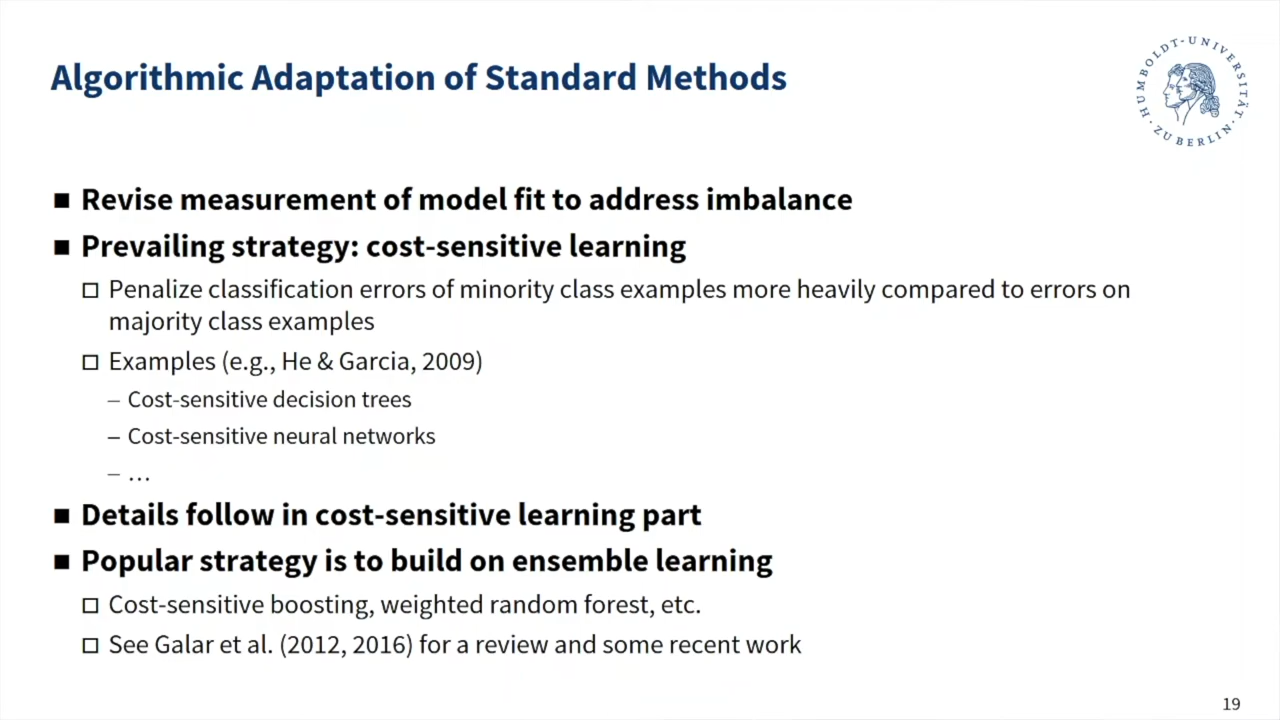 Algorithmic Adaptation of Standard Methods
HUMBOLDT-UNIVERSITÄT
· ZU BERLIN ·
■ Revise measurement of model fit to address imbalance
■ Prevailing strategy: cost-sensitive learning
□ Penalize classification errors of minority class examples more heavily compared to errors on
majority class examples
□ Examples (e.g., He & Garcia, 2009)
– Cost-sensitive decision trees
– Cost-sensitive neural networks
– …
■ Details follow in cost-sensitive learning part
■ Popular strategy is to build on ensemble learning
□ Cost-sensitive boosting, weighted random forest, etc.
□ See Galar et al. (2012, 2016) for a review and some recent work
19